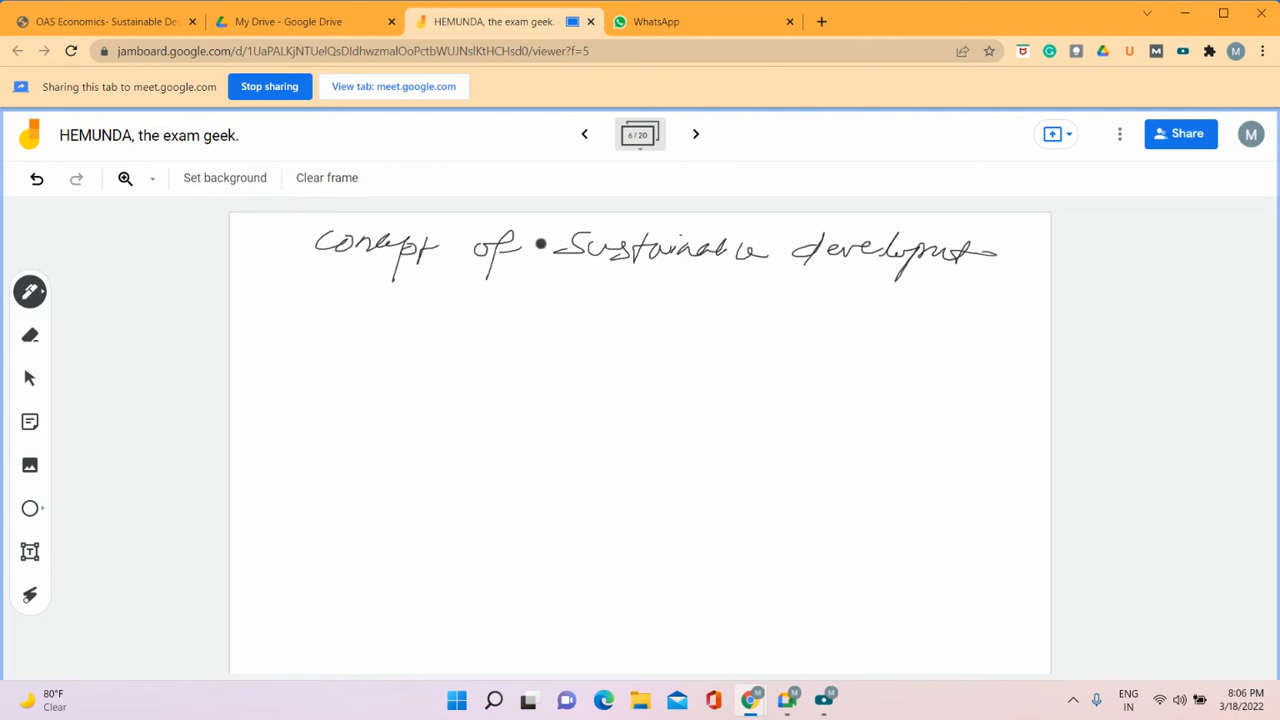 OAS Economics- Sustainable De
My Drive - Google Drive
HEMUNDA, the exam geek.
WhatsApp
jamboard.google.com/d/1UaPALKjNTUelQsDIdhwzmalOoPctbWUJNslKtHCHsd0/viewer?f=5
Sharing this tab to meet.google.com
Stop sharing
View tab: meet.google.com
HEMUNDA, the exam geek.
6 / 20
Share
M
Set background
Clear frame
Concept of Sustainable development
80°F
Clear
ENG
IN
8:06 PM
3/18/2022